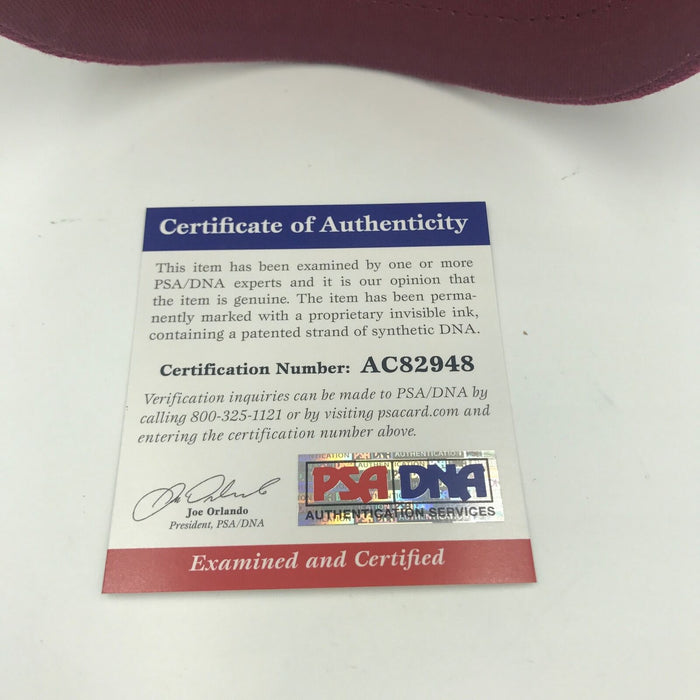 Certificate of Authenticity
This item has been examined by one or more
PSA/DNA experts and it is our opinion that
the item is genuine. The item has been perma-
nently marked with a proprietary invisible ink,
containing a patented strand of synthetic DNA.
Certification Number: AC82948
Verification inquiries can be made to PSA/DNA by
calling 800-325-1121 or by visiting psacard.com and
entering the certification number above.
Joe Orlando
President, PSA/DNA
PSA DNA
AUTHENTICATION SERVICES
Examined and Certified